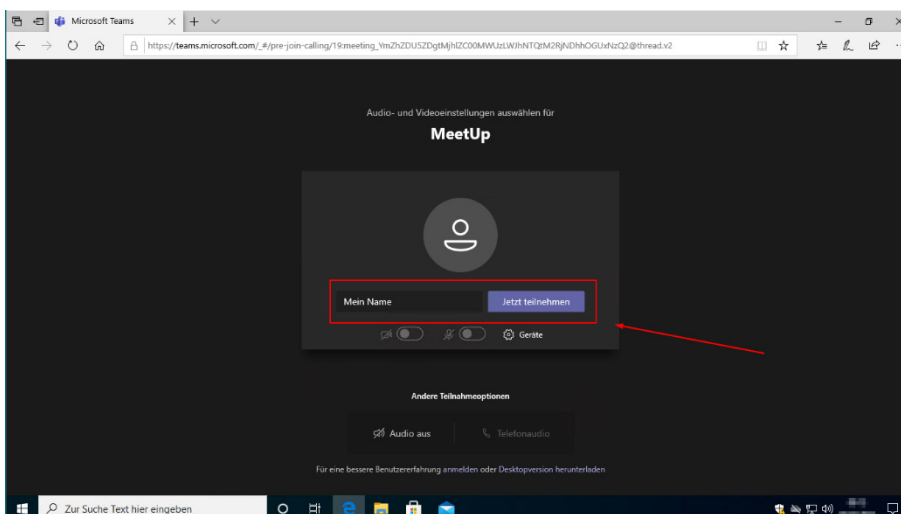 Microsoft Teams
https://teams.microsoft.com/_#/pre-join-calling/19:meeting_YmZhZDU5ZDgtMjhlZC00MWUzLWJhNTQtM2RjNDhhOGUxNzQ2@thread.v2
Audio- und Videoeinstellungen auswählen für
MeetUp
Mein Name
Jetzt teilnehmen
Geräte
Andere Teilnahmeoptionen
Audio aus
Telefonaudio
Für eine bessere Benutzererfahrung anmelden oder Desktopversion herunterladen
Zur Suche Text hier eingeben